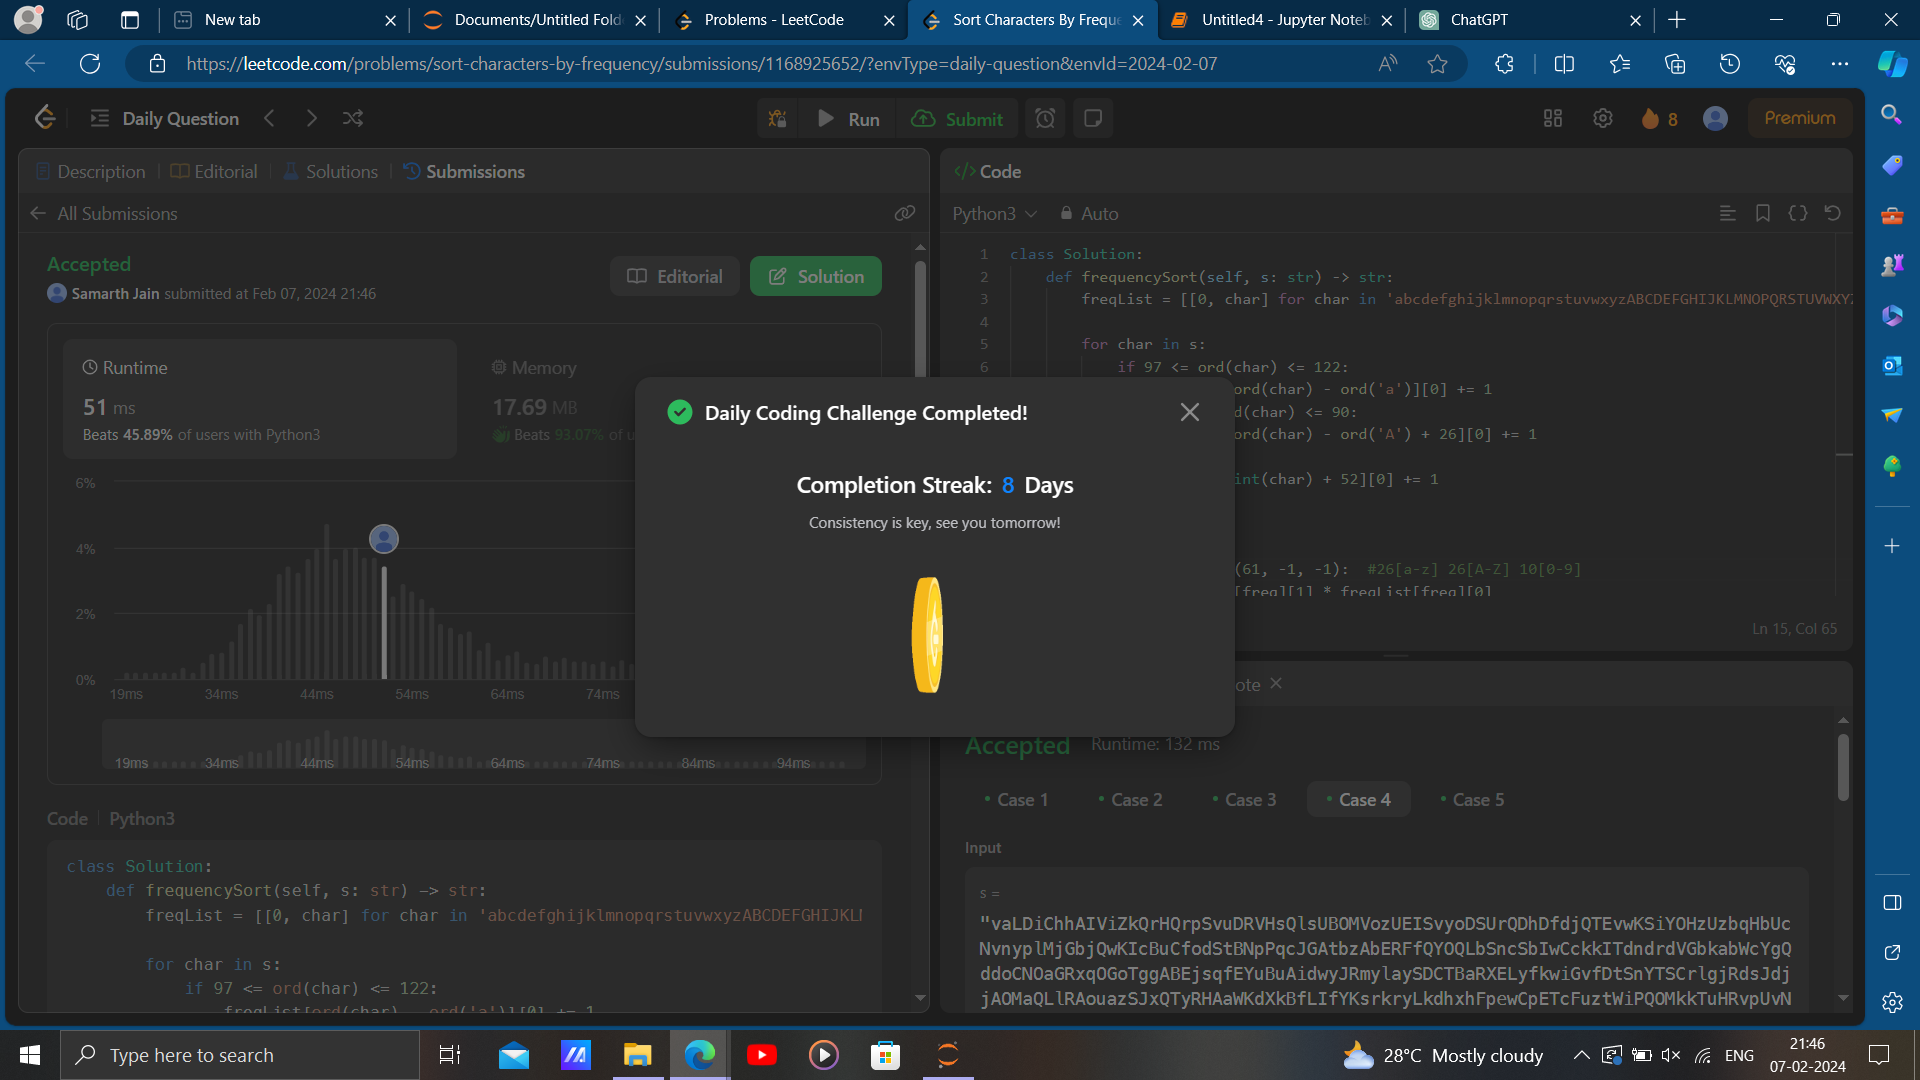 New tab
Documents/Untitled Fold
Problems - LeetCode
Sort Characters By Freque
Untitled4 - Jupyter Noteb
ChatGPT
https://leetcode.com/problems/sort-characters-by-frequency/submissions/1168925652/?envType=daily-question&envId=2024-02-07
Daily Question
Run
Submit
8
Premium
Description
Editorial
Solutions
Submissions
</> Code
All Submissions
Python3
Auto
Accepted
Samarth Jain submitted at Feb 07, 2024 21:46
Editorial
Solution
Runtime
51 ms
Beats 45.89% of users with Python3
Memory
17.69 MB
Beats 93.07% of u
6%
4%
2%
0%
19ms 34ms 44ms 54ms 64ms 74ms
19ms 34ms 44ms 54ms 64ms 74ms 84ms 94ms
Code | Python3
class Solution:
def frequencySort(self, s: str) -> str:
freqList = [[0, char] for char in 'abcdefghijklmnopqrstuvwxyzABCDEFGHIJKL
for char in s:
if 97 <= ord(char) <= 122:
freqList[ord(char) - ord('a')][0] += 1
1 class Solution:
2 def frequencySort(self, s: str) -> str:
3 freqList = [[0, char] for char in 'abcdefghijklmnopqrstuvwxyzABCDEFGHIJKLMNOPQRSTUVWXYZ
4
5 for char in s:
6 if 97 <= ord(char) <= 122:
ord(char) - ord('a')][0] += 1
d(char) <= 90:
ord(char) - ord('A') + 26][0] += 1
int(char) + 52][0] += 1
(61, -1, -1): #26[a-z] 26[A-Z] 10[0-9]
[freq][1] * freqList[freq][0]
Ln 15, Col 65
Daily Coding Challenge Completed!
Completion Streak: 8 Days
Consistency is key, see you tomorrow!
ote
Accepted
Runtime: 132 ms
Case 1
Case 2
Case 3
Case 4
Case 5
Input
s =
"vaLDiChhAIViZkQrHQrpSvuDRVHsQlsUBOMVozUEISvyoDSUrQDhDfdjQTEvwKSiYOHzUzbqHbUc
NvnyplMjGbjQwKIcBuCfodStBNpPqcJGAtbzAbERFfQYOQLbSncSbIwCckkITdndrdVGbkabWcYgQ
ddoCNOaGRxqOGoTggABEjsqfEYuBuAidwyJRmylaySDCTBaRXELyfkwiGvfDtSnYTSCrlgjRdsJdj
jAOMaQLlRAouazSJxQTyRHAaWKdXkBfLIfYKsrkryLkdhxhFpewCpETcFuztWiPQOMkkTuHRvpUvN
Type here to search
28°C Mostly cloudy
ENG
21:46
07-02-2024